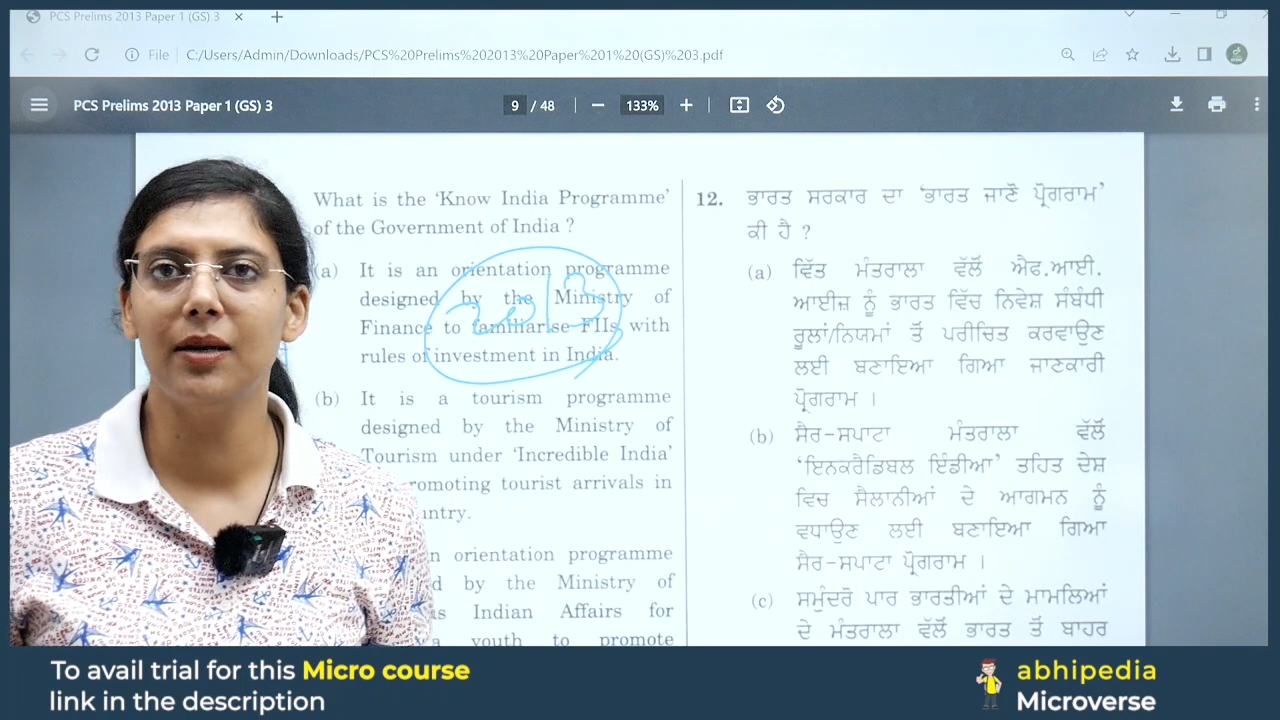 PCS Prelims 2013 Paper 1 (GS) 3
File C:/Users/Admin/Downloads/PCS%20Prelims%202013%20Paper%201%20(GS)%203.pdf
PCS Prelims 2013 Paper 1 (GS) 3
9 / 48
133%
What is the ‘Know India Programme’
of the Government of India ?
(a) It is an orientation programme
designed by the Ministry of
Finance to familiarise FIIs with
rules of investment in India.
2013
(b) It is a tourism programme
designed by the Ministry of
Tourism under ‘Incredible India’
romoting tourist arrivals in
untry.
n orientation programme
d by the Ministry of
s Indian Affairs for
a youth to promote
12. ਭਾਰਤ ਸਰਕਾਰ ਦਾ ‘ਭਾਰਤ ਜਾਣੋ ਪ੍ਰੋਗਰਾਮ’
ਕੀ ਹੈ ?
(a) ਵਿੱਤ ਮੰਤਰਾਲਾ ਵੱਲੋਂ ਐਫ.ਆਈ.
ਆਈਜ਼ ਨੂੰ ਭਾਰਤ ਵਿੱਚ ਨਿਵੇਸ਼ ਸੰਬੰਧੀ
ਰੂਲਾਂ/ਨਿਯਮਾਂ ਤੋਂ ਪਰੀਚਿਤ ਕਰਵਾਉਣ
ਲਈ ਬਣਾਇਆ ਗਿਆ ਜਾਣਕਾਰੀ
ਪ੍ਰੋਗਰਾਮ ।
(b) ਸੈਰ-ਸਪਾਟਾ ਮੰਤਰਾਲਾ ਵੱਲੋਂ
‘ਇਨਕਰੈਡਿਬਲ ਇੰਡੀਆ’ ਤਹਿਤ ਦੇਸ਼
ਵਿਚ ਸੈਲਾਨੀਆਂ ਦੇ ਆਗਮਨ ਨੂੰ
ਵਧਾਉਣ ਲਈ ਬਣਾਇਆ ਗਿਆ
ਸੈਰ-ਸਪਾਟਾ ਪ੍ਰੋਗਰਾਮ ।
(c) ਸਮੁੰਦਰੋ ਪਾਰ ਭਾਰਤੀਆਂ ਦੇ ਮਾਮਲਿਆਂ
ਦੇ ਮੰਤਰਾਲਾ ਵੱਲੋਂ ਭਾਰਤ ਤੋਂ ਬਾਹਰ
To avail trial for this Micro course
link in the description
abhipedia
Microverse